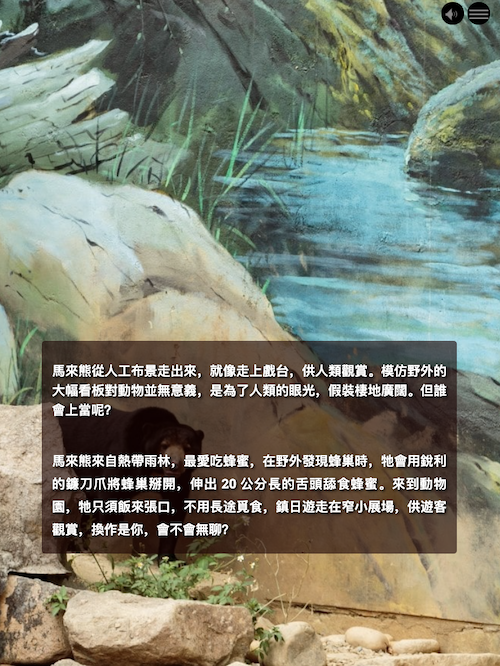 馬來熊從人工布景走出來，就像走上戲台，供人類觀賞。模仿野外的
大幅看板對動物並無意義，是為了人類的眼光，假裝棲地廣闊。但誰
會上當呢？
馬來熊來自熱帶雨林，最愛吃蜂蜜，在野外發現蜂巢時，牠會用銳利
的鐮刀爪將蜂巢掰開，伸出 20 公分長的舌頭舔食蜂蜜。來到動物
園，牠只須飯來張口，不用長途覓食，鎮日遊走在窄小展場，供遊客
觀賞，換作是你，會不會無聊？